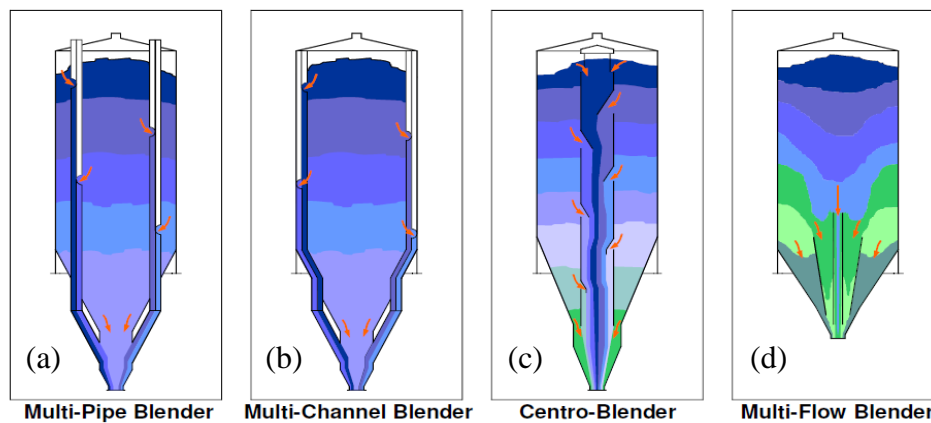 (a)
(b)
(c)
(d)
Multi-Pipe Blender
Multi-Channel Blender
Centro-Blender
Multi-Flow Blender